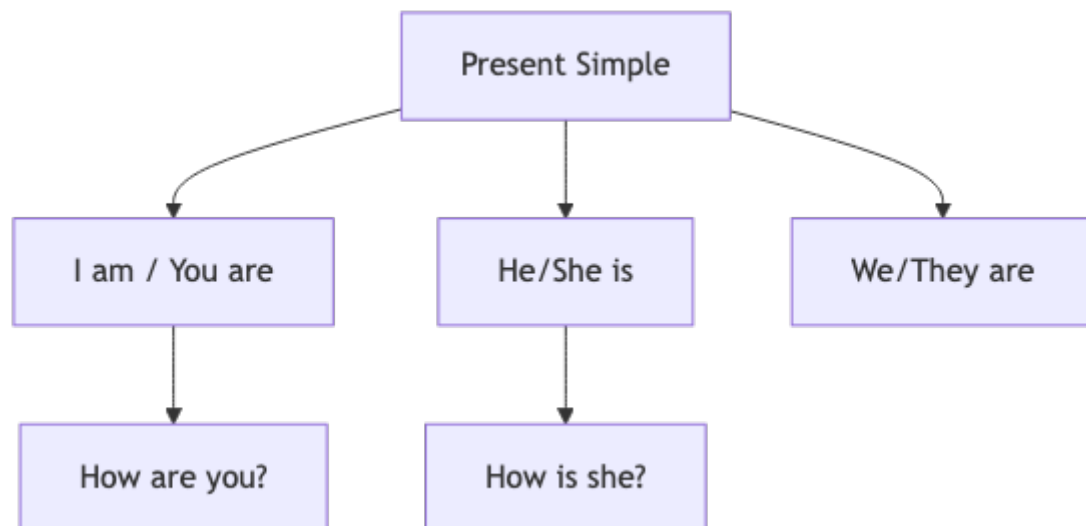 Present Simple
I am / You are
He/She is
We/They are
How are you?
How is she?